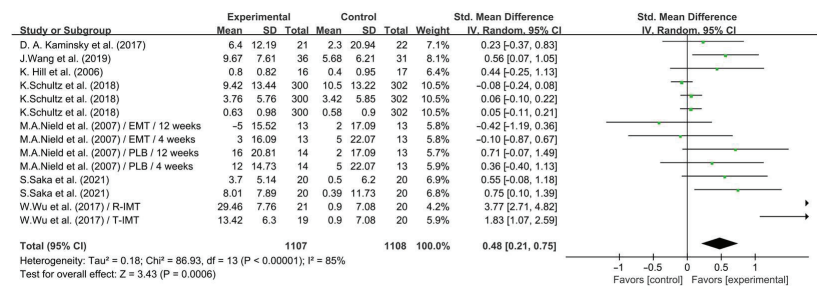 Experimental Control Std. Mean Difference Std. Mean Difference
Study or Subgroup Mean SD Total Mean SD Total Weight IV, Random. 95% CI IV. Random. 95% CI
D. A. Kaminsky et al. (2017) 6.4 12.19 21 2.3 20.94 22 7.1% 0.23 [-0.37, 0.83]
J.Wang et al. (2019) 9.67 7.61 36 5.68 6.21 31 7.9% 0.56 [0.07, 1.05]
K. Hill et al. (2006) 0.8 0.82 16 0.4 0.95 17 6.4% 0.44 [-0.25, 1.13]
K.Schultz et al. (2018) 9.42 13.44 300 10.5 13.22 302 9.9% -0.08 [-0.24, 0.08]
K.Schultz et al. (2018) 3.76 5.76 300 3.42 5.85 302 9.9% 0.06 [-0.10, 0.22]
K.Schultz et al. (2018) 0.63 0.98 300 0.58 0.9 302 9.9% 0.05 [-0.11, 0.21]
M.A.Nield et al. (2007) / EMT / 12 weeks −5 15.52 13 2 17.09 13 5.8% -0.42 [-1.19, 0.36]
M.A.Nield et al. (2007) / EMT / 4 weeks 3 16.09 13 5 22.07 13 5.9% -0.10 [-0.87, 0.67]
M.A.Nield et al. (2007) / PLB / 12 weeks 16 20.81 14 2 17.09 13 5.8% 0.71 [-0.07, 1.49]
M.A.Nield et al. (2007) / PLB / 4 weeks 12 14.73 14 5 22.07 13 5.9% 0.36 [-0.40, 1.13]
S.Saka et al. (2021) 3.7 5.14 20 0.5 6.2 20 6.9% 0.55 [-0.08, 1.18]
S.Saka et al. (2021) 8.01 7.89 20 0.39 11.73 20 6.8% 0.75 [0.10, 1.39]
W.Wu et al. (2017) / R-IMT 29.46 7.76 21 0.9 7.08 20 4.2% 3.77 [2.71, 4.82]
W.Wu et al. (2017) / T-IMT 13.42 6.3 19 0.9 7.08 20 5.9% 1.83 [1.07, 2.59]
Total (95% CI) 1107 1108 100.0% 0.48 [0.21, 0.75]
Heterogeneity: Tau² = 0.18; Chi² = 86.93, df = 13 (P < 0.00001); I² = 85%
Test for overall effect: Z = 3.43 (P = 0.0006)
−1 −0.5 0 0.5 1
Favors [control] Favors [experimental]